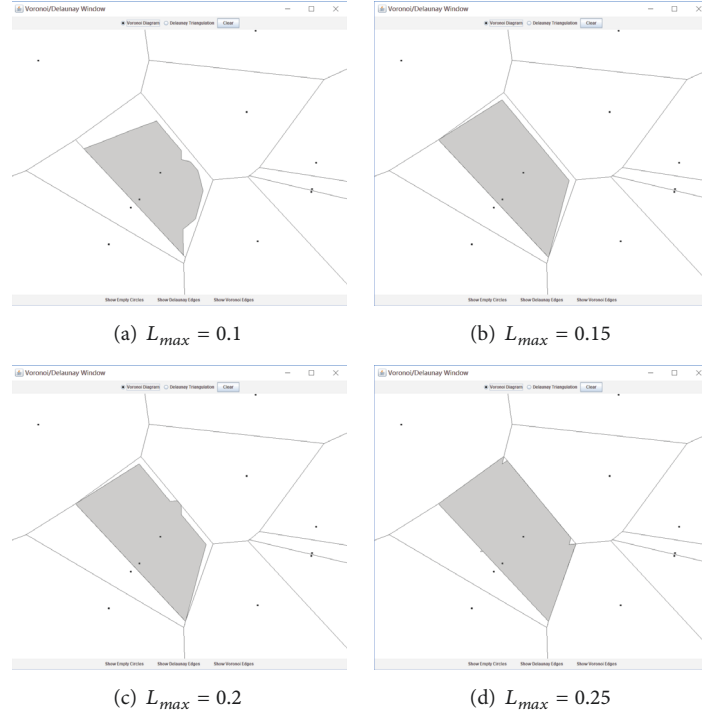 Voronoi/Delaunay Window
Voronoi Diagram Delaunay Triangulation Clear
Show Empty Circles Show Delaunay Edges Show Voronoi Edges
(a) L_max = 0.1
Voronoi/Delaunay Window
Voronoi Diagram Delaunay Triangulation Clear
Show Empty Circles Show Delaunay Edges Show Voronoi Edges
(b) L_max = 0.15
Voronoi/Delaunay Window
Voronoi Diagram Delaunay Triangulation Clear
Show Empty Circles Show Delaunay Edges Show Voronoi Edges
(c) L_max = 0.2
Voronoi/Delaunay Window
Voronoi Diagram Delaunay Triangulation Clear
Show Empty Circles Show Delaunay Edges Show Voronoi Edges
(d) L_max = 0.25